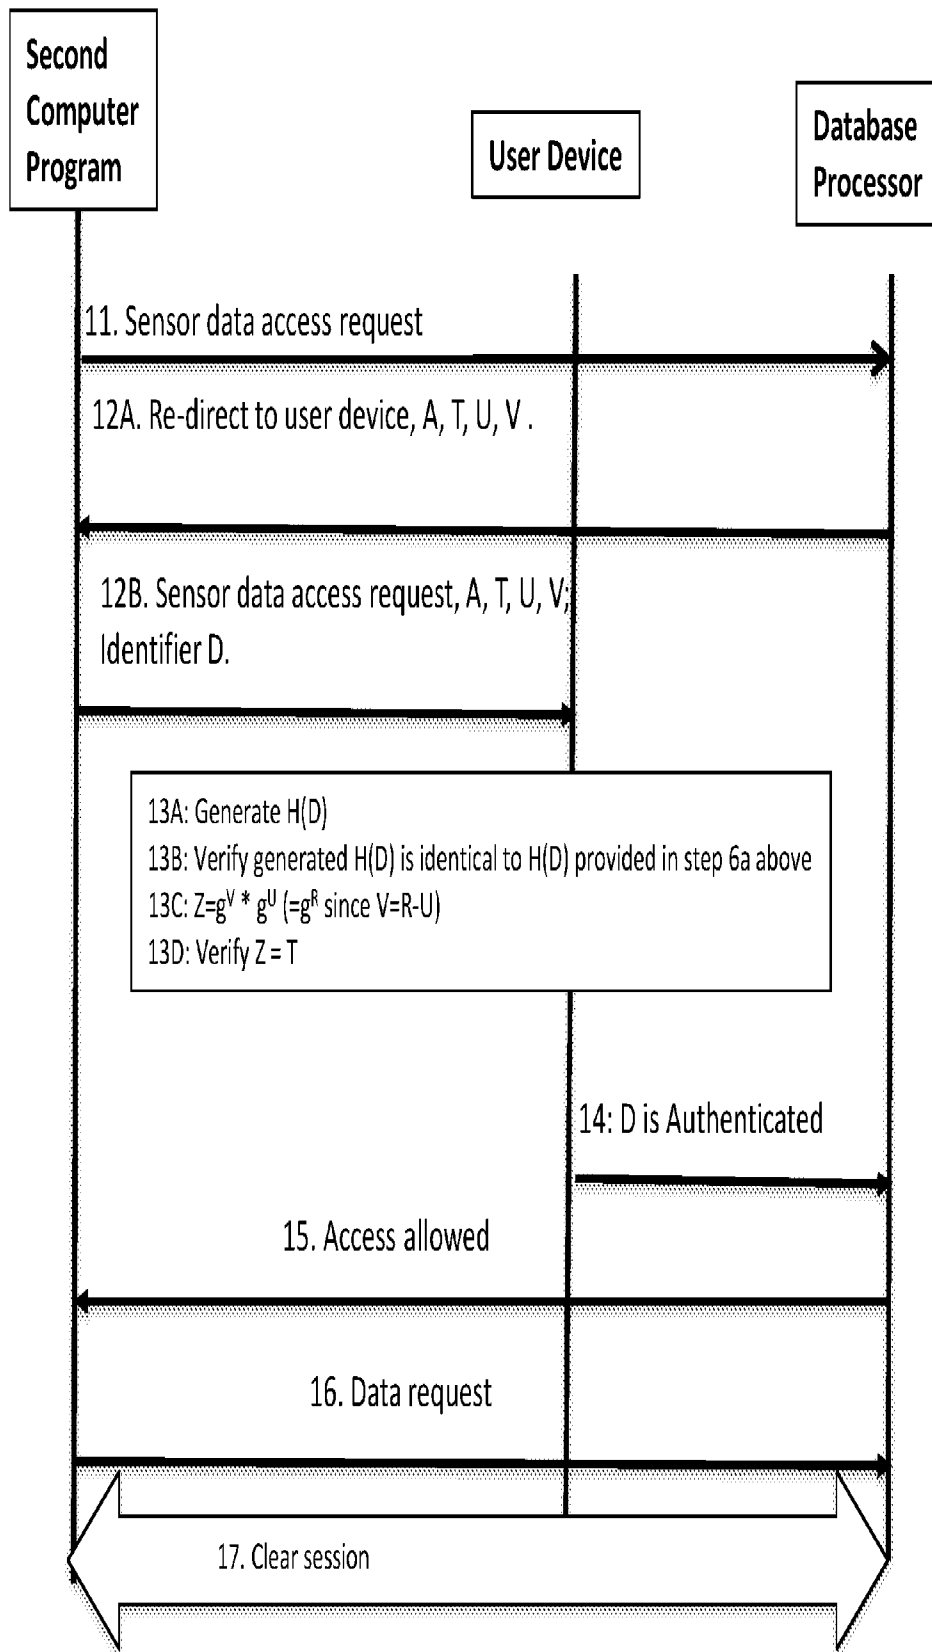 Second
Computer
Program
User Device
Database
Processor
11. Sensor data access request
12A. Re-direct to user device, A, T, U, V .
12B. Sensor data access request, A, T, U, V;
Identifier D.
13A: Generate H(D)
13B: Verify generated H(D) is identical to H(D) provided in step 6a above
13C: Z=g^V * g^U (=g^R since V=R-U)
13D: Verify Z = T
14: D is Authenticated
15. Access allowed
16. Data request
17. Clear session